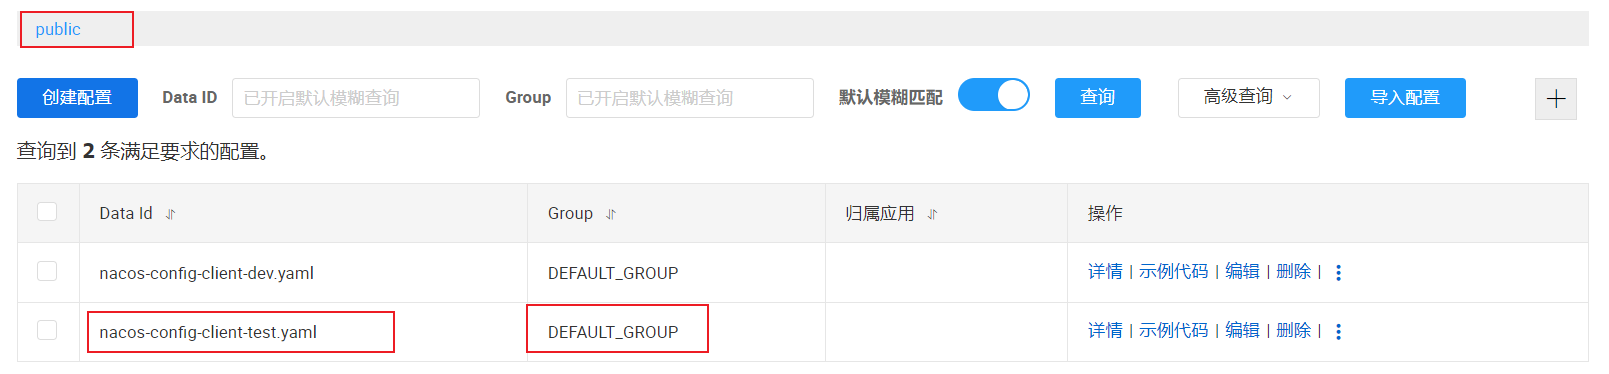 public
创建配置 Data ID 已开启默认模糊查询 Group 已开启默认模糊查询 默认模糊匹配 查询 高级查询 导入配置
查询到 2 条满足要求的配置。
Data Id Group 归属应用 操作
nacos-config-client-dev.yaml DEFAULT_GROUP 详情 | 示例代码 | 编辑 | 删除 |
nacos-config-client-test.yaml DEFAULT_GROUP 详情 | 示例代码 | 编辑 | 删除 |